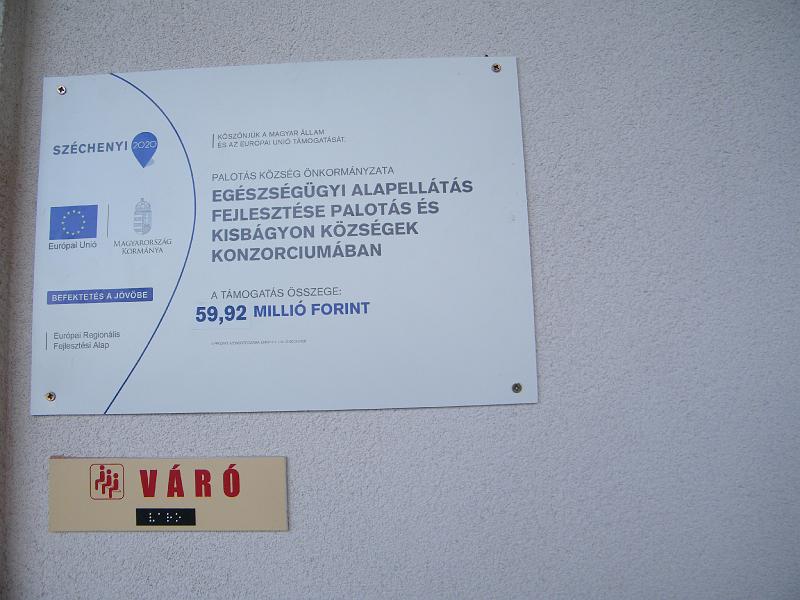 SZÉCHENYI 2020
Európai Unió
MAGYARORSZÁG
KORMÁNYA
BEFEKTETÉS A JÖVŐBE
Európai Regionális
Fejlesztési Alap
KÖSZÖNJÜK A MAGYAR ÁLLAM
ÉS AZ EURÓPAI UNIÓ TÁMOGATÁSÁT.
PALOTÁS KÖZSÉG ÖNKORMÁNYZATA
EGÉSZSÉGÜGYI ALAPELLÁTÁS
FEJLESZTÉSE PALOTÁS ÉS
KISBÁGYON KÖZSÉGEK
KONZORCIUMÁBAN
A TÁMOGATÁS ÖSSZEGE:
59,92 MILLIÓ FORINT
VÁRÓ